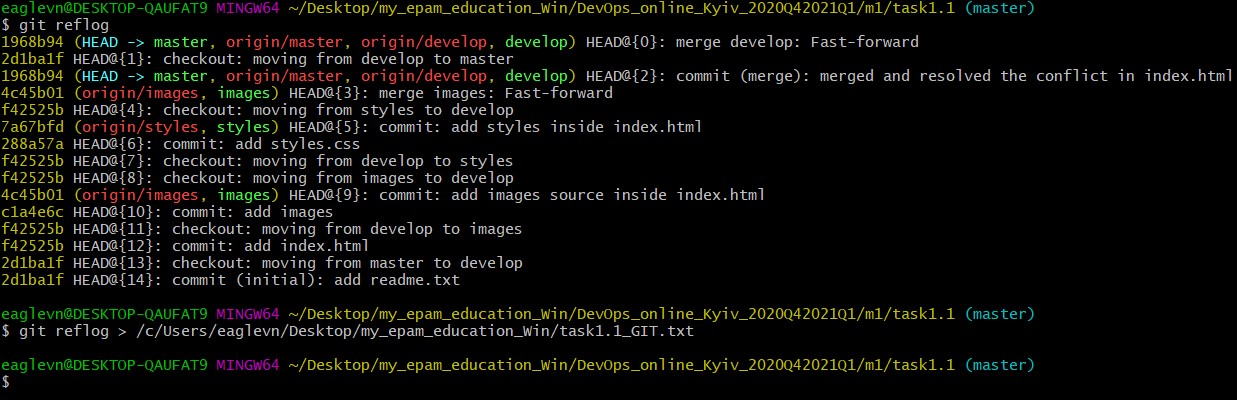 eaglevn@DESKTOP-QAUFAT9 MINGW64 ~/Desktop/my_epam_education_Win/DevOps_online_Kyiv_2020Q42021Q1/m1/task1.1 (master)
$ git reflog
1968b94 (HEAD -> master, origin/master, origin/develop, develop) HEAD@{0}: merge develop: Fast-forward
2d1ba1f HEAD@{1}: checkout: moving from develop to master
1968b94 (HEAD -> master, origin/master, origin/develop, develop) HEAD@{2}: commit (merge): merged and resolved the conflict in index.html
4c45b01 (origin/images, images) HEAD@{3}: merge images: Fast-forward
f42525b HEAD@{4}: checkout: moving from styles to develop
7a67bfd (origin/styles, styles) HEAD@{5}: commit: add styles inside index.html
288a57a HEAD@{6}: commit: add styles.css
f42525b HEAD@{7}: checkout: moving from develop to styles
f42525b HEAD@{8}: checkout: moving from images to develop
4c45b01 (origin/images, images) HEAD@{9}: commit: add images source inside index.html
c1a4e6c HEAD@{10}: commit: add images
f42525b HEAD@{11}: checkout: moving from develop to images
f42525b HEAD@{12}: commit: add index.html
2d1ba1f HEAD@{13}: checkout: moving from master to develop
2d1ba1f HEAD@{14}: commit (initial): add readme.txt
eaglevn@DESKTOP-QAUFAT9 MINGW64 ~/Desktop/my_epam_education_Win/DevOps_online_Kyiv_2020Q42021Q1/m1/task1.1 (master)
$ git reflog > /c/Users/eaglevn/Desktop/my_epam_education_Win/task1.1_GIT.txt
eaglevn@DESKTOP-QAUFAT9 MINGW64 ~/Desktop/my_epam_education_Win/DevOps_online_Kyiv_2020Q42021Q1/m1/task1.1 (master)
$